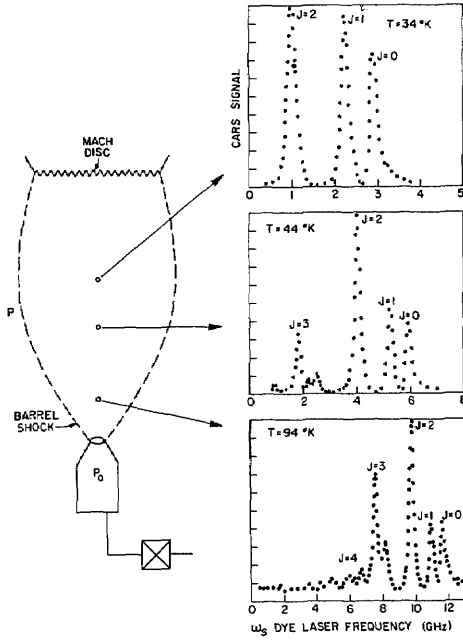 J=2
J=1
T=34 °K
J=0
CARS SIGNAL
0 1 2 3 4 5
MACH
DISC
T=44 °K
J=2
J=3
J=1
J=0
0 2 4 6 8
P
BARREL
SHOCK
P₀
T=94 °K
J=2
J=3
J=1
J=0
J=4
0 2 4 6 8 10 12
ωs DYE LASER FREQUENCY (GHz)